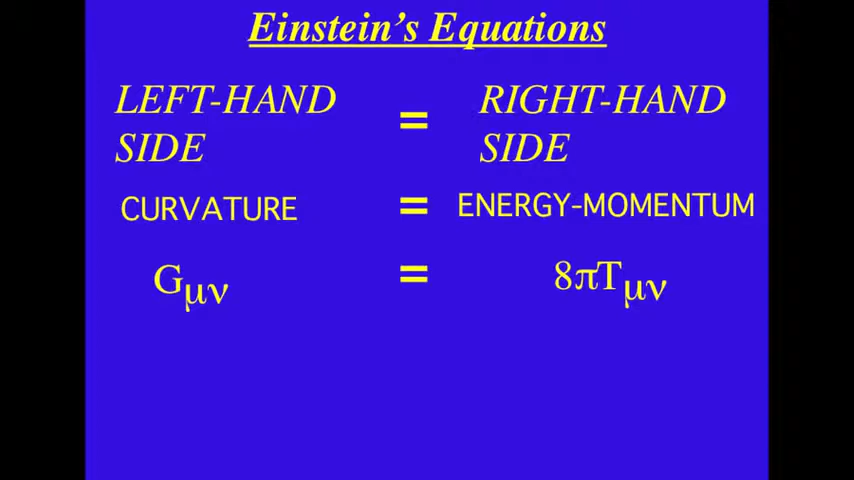 Einstein's Equations
LEFT-HAND SIDE = RIGHT-HAND SIDE
CURVATURE = ENERGY-MOMENTUM
Gμν = 8πTμν